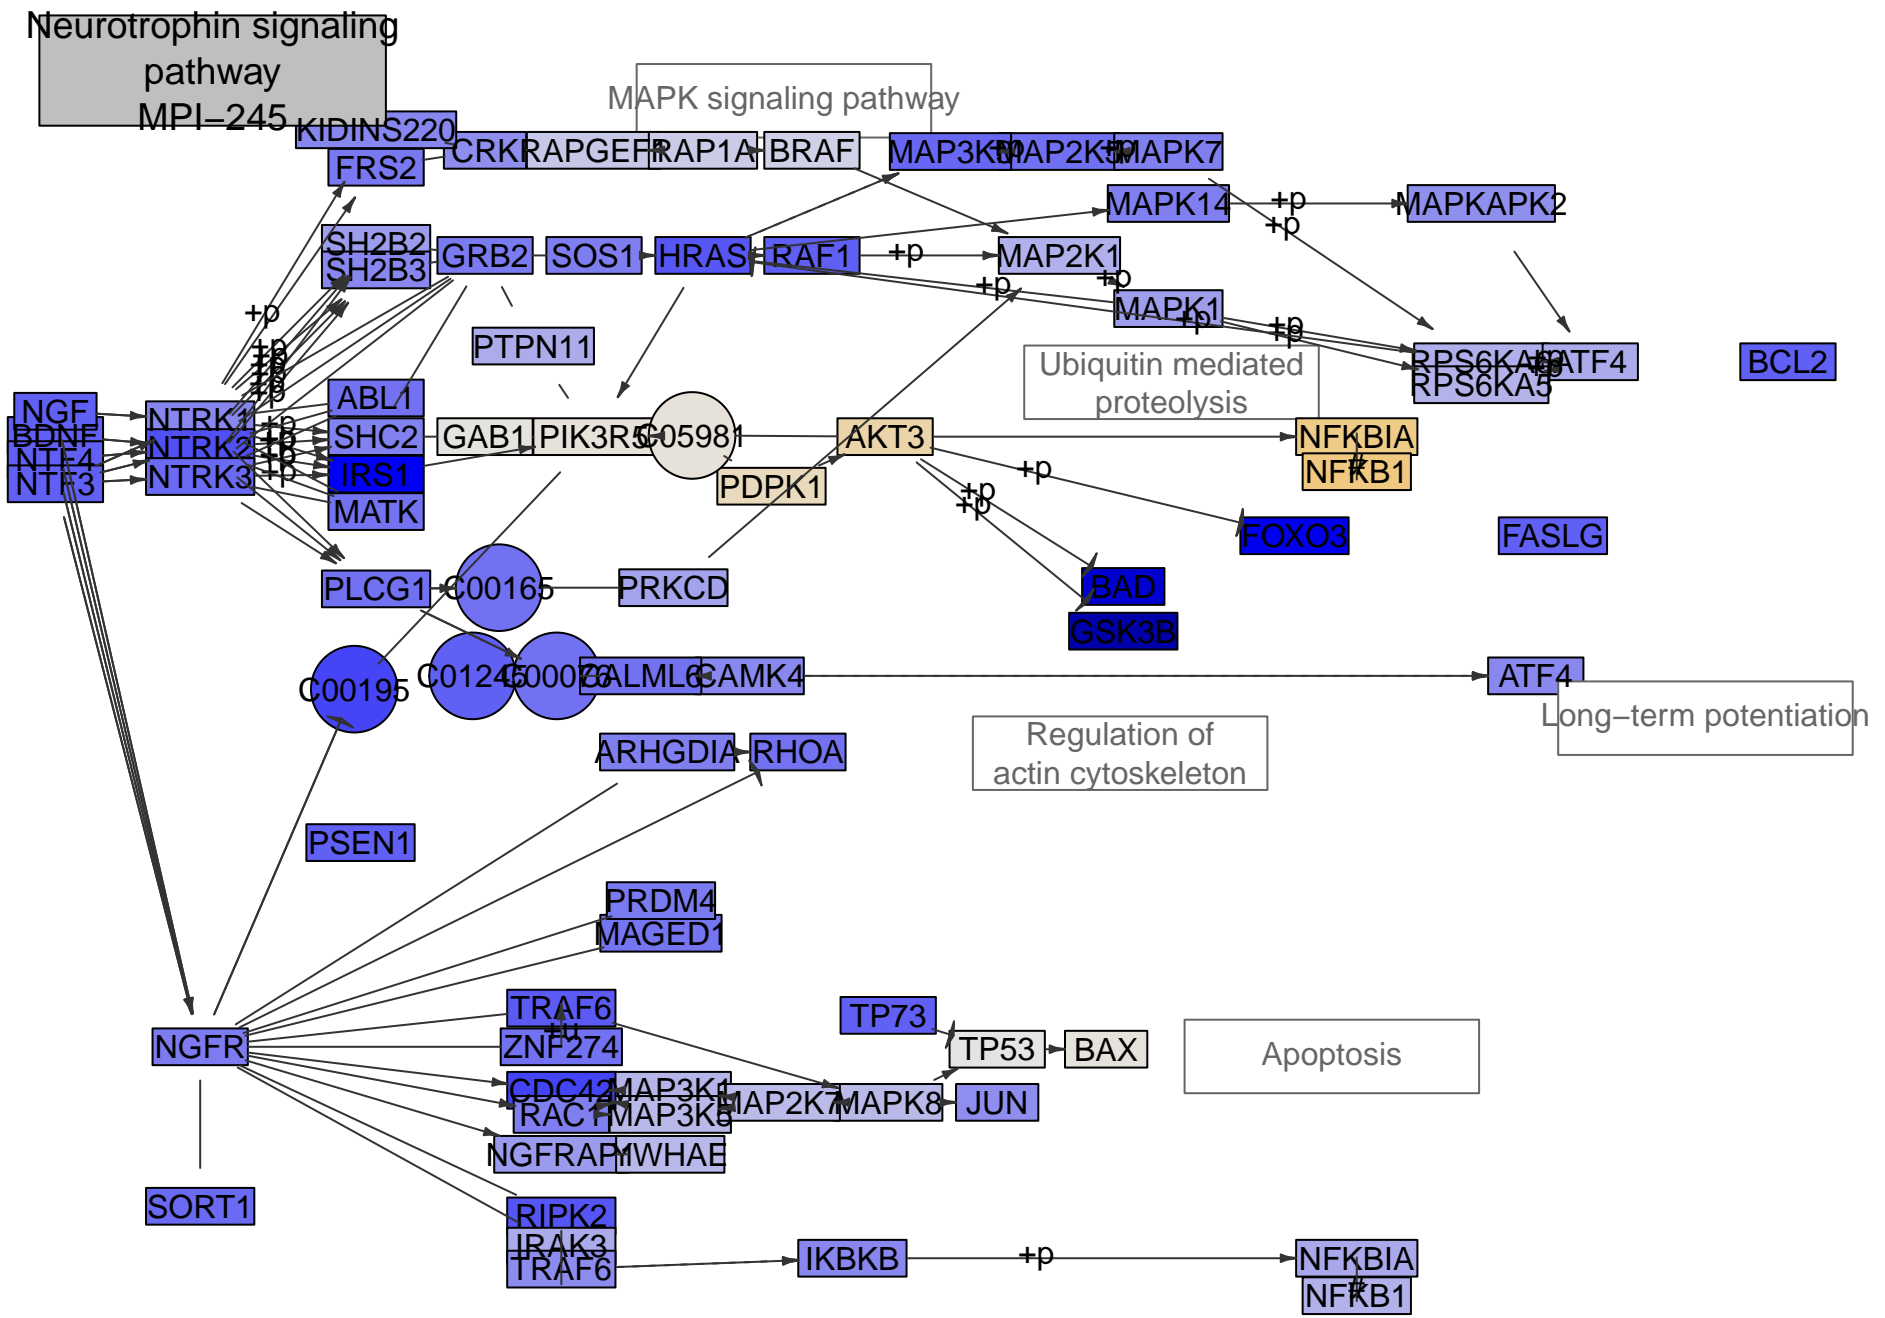 Neurotrophin signaling
pathway
MPI−245
MAPK signaling pathway
KIDINS220
CRKL
RAPGEF1
RAP1A
BRAF
MAP3K3
+p
MAP2K5
+p
MAPK7
FRS2
MAPK14
+p
MAPKAPK2
+p
SH2B2
SH2B3
GRB2
SOS1
HRAS
RAF1
+p
MAP2K1
+p
+p
MAPK1
+p
+p
+p
+p
PTPN11
Ubiquitin mediated
proteolysis
RPS6KA6
RPS6KA5
+p
+p
ATF4
BCL2
+p
+p
+p
+p
+p
NGF
BDNF
NTF4
NTF3
NTRK1
NTRK2
NTRK3
+p
+p
+p
+p
ABL1
SHC2
IRS1
MATK
GAB1
PIK3R5
C05981
AKT3
PDPK1
NFKBIA
NFKB1
+p
+p
+p
FOXO3
FASLG
BAD
GSK3B
PLCG1
C00165
PRKCD
C00195
C01245
C00076
CALML6
CAMK4
ATF4
Long−term potentiation
Regulation of
actin cytoskeleton
ARHGDIA
RHOA
PSEN1
PRDM4
MAGED1
TRAF6
+u
ZNF274
NGFR
TP73
TP53
BAX
Apoptosis
CDC42
RAC1
MAP3K1
MAP3K5
MAP2K7
MAPK8
JUN
NGFRAP1
YWHAE
SORT1
RIPK2
IRAK3
TRAF6
IKBKB
+p
NFKBIA
NFKB1